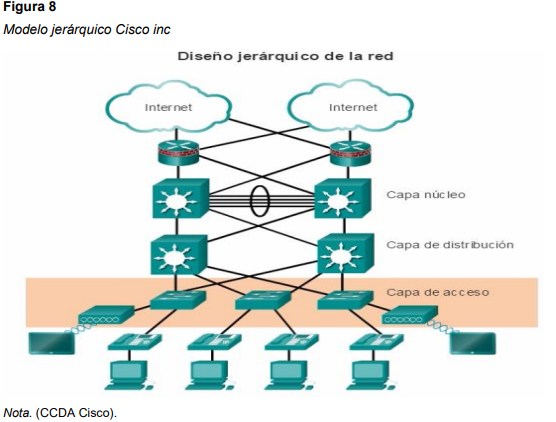 Figura 8
Modelo jerárquico Cisco inc
Diseño jerárquico de la red
Internet
Internet
Capa núcleo
Capa de distribución
Capa de acceso
Nota. (CCDA Cisco).